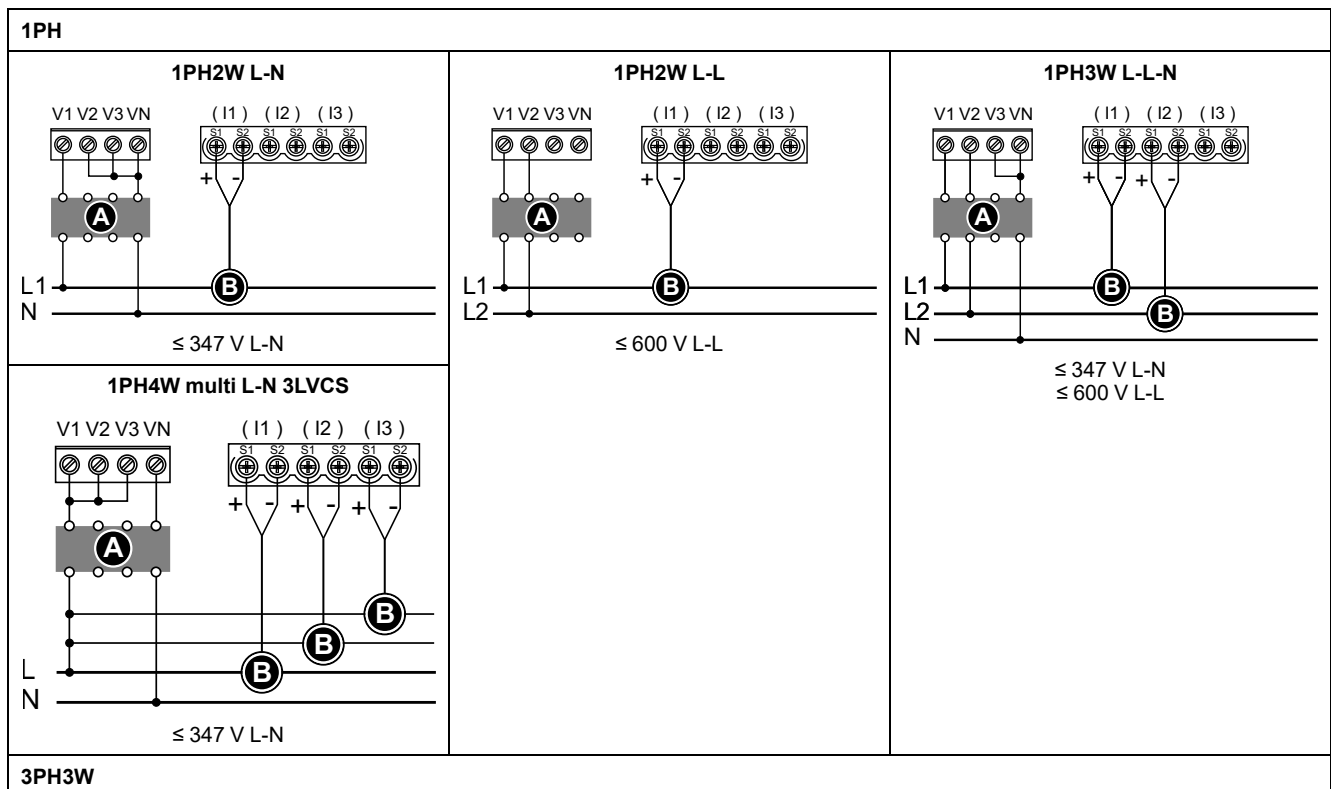 1PH
1PH2W L-N
V1 V2 V3 VN
( I1 ) ( I2 ) ( I3 )
S1 S2 S1 S2 S1 S2
+ -
A
B
L1
N
≤ 347 V L-N
1PH2W L-L
V1 V2 V3 VN
( I1 ) ( I2 ) ( I3 )
S1 S2 S1 S2 S1 S2
+ -
A
B
L1
L2
≤ 600 V L-L
1PH3W L-L-N
V1 V2 V3 VN
( I1 ) ( I2 ) ( I3 )
S1 S2 S1 S2 S1 S2
+ - + -
A
B
B
L1
L2
N
≤ 347 V L-N
≤ 600 V L-L
1PH4W multi L-N 3LVCS
V1 V2 V3 VN
( I1 ) ( I2 ) ( I3 )
S1 S2 S1 S2 S1 S2
+ - + - + -
A
B
B
B
L
N
≤ 347 V L-N
3PH3W